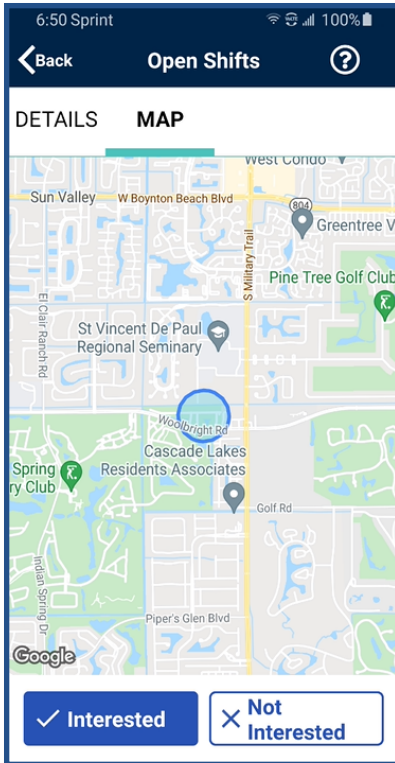 6:50 Sprint 100%
Back Open Shifts ?
DETAILS MAP
West Condo
Sun Valley
W Boynton Beach Blvd
804
Greentree V
S Military Trail
Pine Tree Golf Club
El Clair Ranch Rd
St Vincent De Paul
Regional Seminary
Woolbright Rd
Cascade Lakes
Residents Associates
Spring
ry Club
Golf Rd
Indian Spring Dr
Piper's Glen Blvd
Google
Interested
Not
Interested